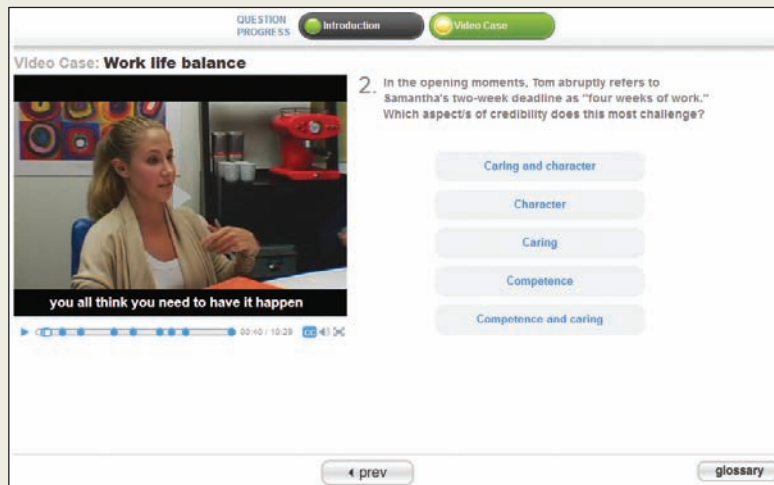 QUESTION
PROGRESS
Introduction
Video Case
Video Case: Work life balance
2. In the opening moments, Tom abruptly refers to
Samantha's two-week deadline as "four weeks of work."
Which aspect/s of credibility does this most challenge?
Caring and character
Character
Caring
Competence
Competence and caring
you all think you need to have it happen
00:40 / 10:29 CC
prev
glossary